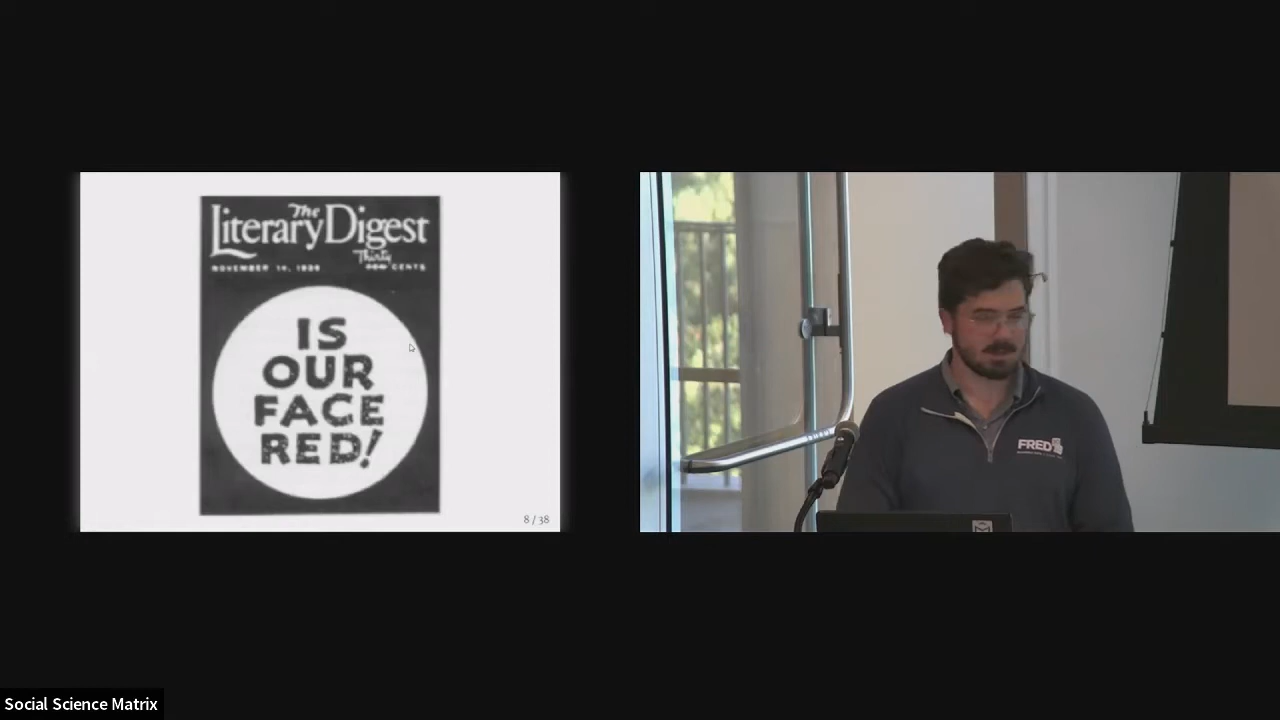 The
Literary Digest
Thirty
NOVEMBER 14, 1936
CENTS
IS
OUR
FACE
RED!
8 / 38
FRED
Social Science Matrix